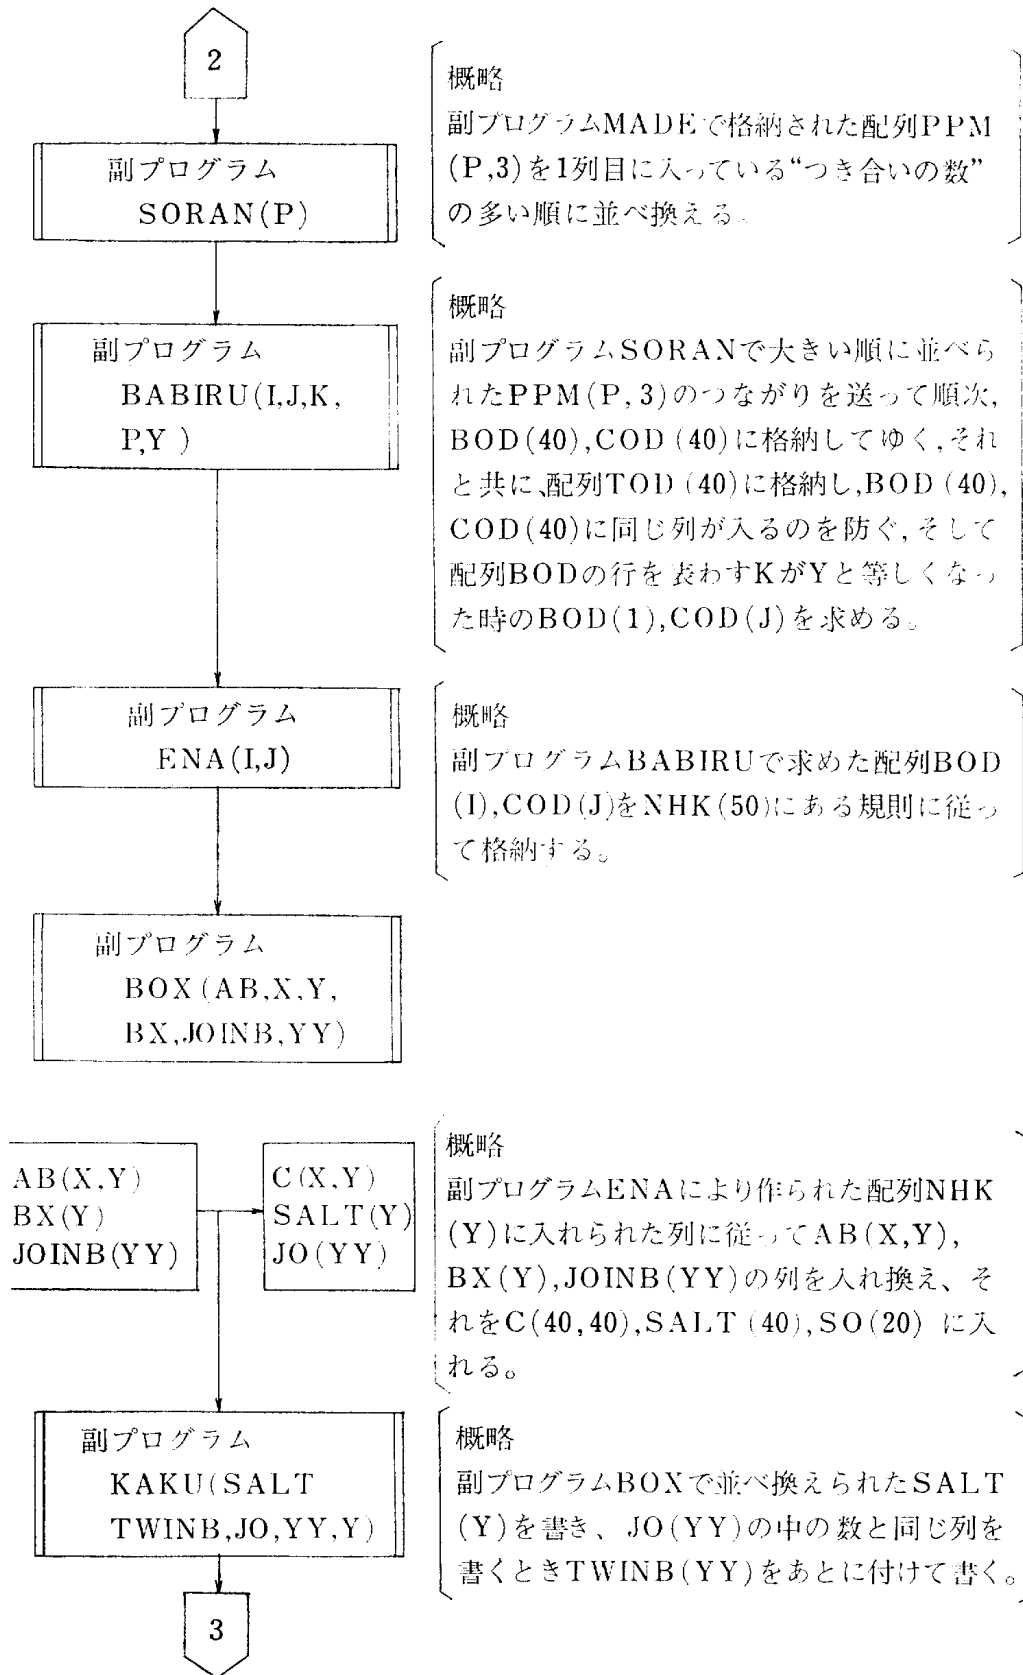 2
副プログラム
SORAN(P)
概略
副プログラムMADEで格納された配列PPM
(P,3)を1列目に入っている“つき合いの数”
の多い順に並べ換える。
副プログラム
BABIRU(I,J,K,
P,Y )
概略
副プログラムSORANで大きい順に並べら
れたPPM(P,3)のつながりを送って順次,
BOD(40),COD(40)に格納してゆく,それ
と共に、配列TOD(40)に格納し,BOD(40),
COD(40)に同じ列が入るのを防ぐ,そして
配列BODの行を表わすKがYと等しくなっ
た時のBOD(1),COD(J)を求める。
副プログラム
ENA(I,J)
概略
副プログラムBABIRUで求めた配列BOD
(I),COD(J)をNHK(50)にある規則に従っ
て格納する。
副プログラム
BOX(AB,X,Y,
BX,JOINB,YY)
AB(X,Y)
BX(Y)
JOINB(YY)
C(X,Y)
SALT(Y)
JO(YY)
概略
副プログラムENAにより作られた配列NHK
(Y)に入れられた列に従ってAB(X,Y),
BX(Y),JOINB(YY)の列を入れ換え、そ
れをC(40,40),SALT(40),SO(20) に入
れる。
副プログラム
KAKU(SALT
TWINB,JO,YY,Y)
概略
副プログラムBOXで並べ換えられたSALT
(Y)を書き、JO(YY)の中の数と同じ列を
書くときTWINB(YY)をあとに付けて書く。
3